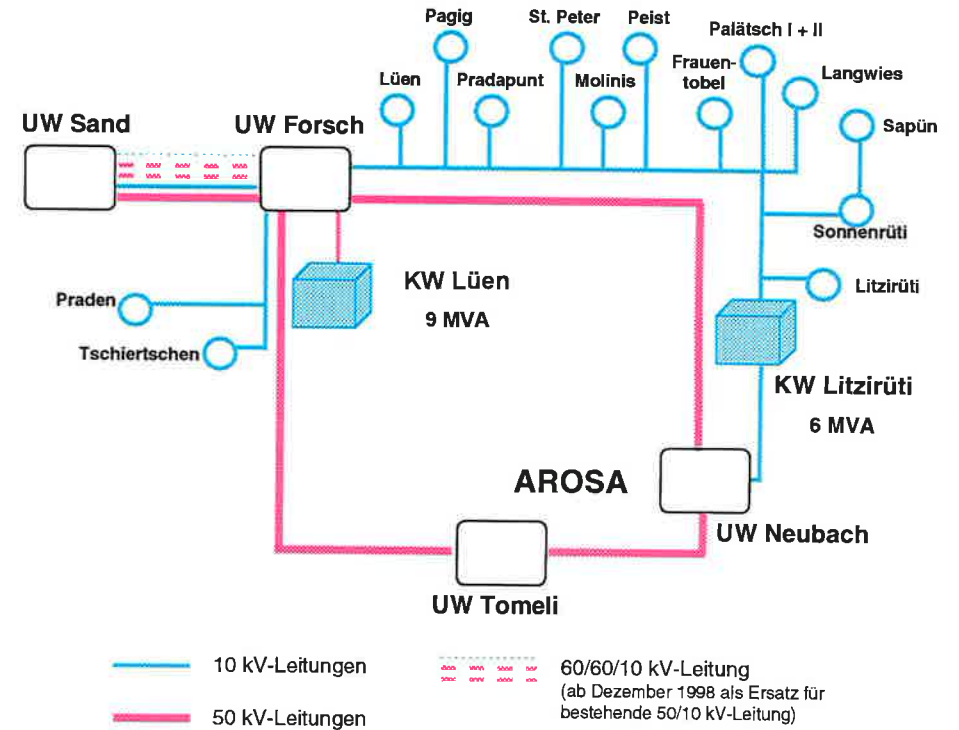 Pagig
St. Peter
Peist
Palätsch I + II
Lüen
Pradapunt
Molinis
Frauen-
tobel
Langwies
UW Sand
UW Forsch
Sapün
Sonnenrüti
Praden
KW Lüen
9 MVA
Litzirüti
Tschiertschen
KW Litzirüti
6 MVA
AROSA
UW Neubach
UW Tomeli
10 kV-Leitungen
60/60/10 kV-Leitung
(ab Dezember 1998 als Ersatz für
bestehende 50/10 kV-Leitung)
50 kV-Leitungen